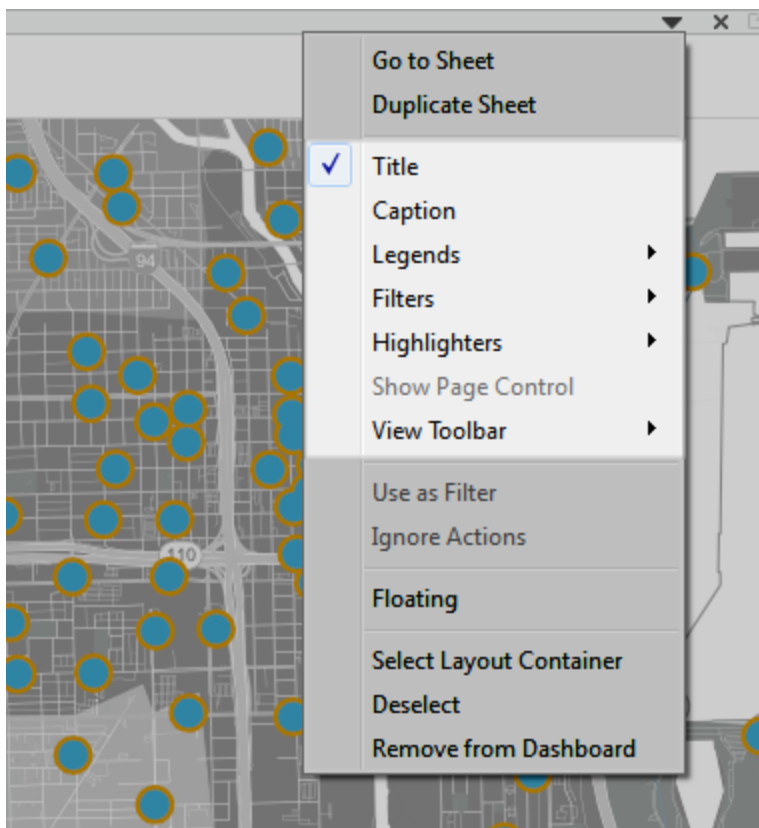 Go to Sheet
Duplicate Sheet
Title
Caption
Legends
Filters
Highlighters
Show Page Control
View Toolbar
Use as Filter
Ignore Actions
Floating
Select Layout Container
Deselect
Remove from Dashboard
94
110